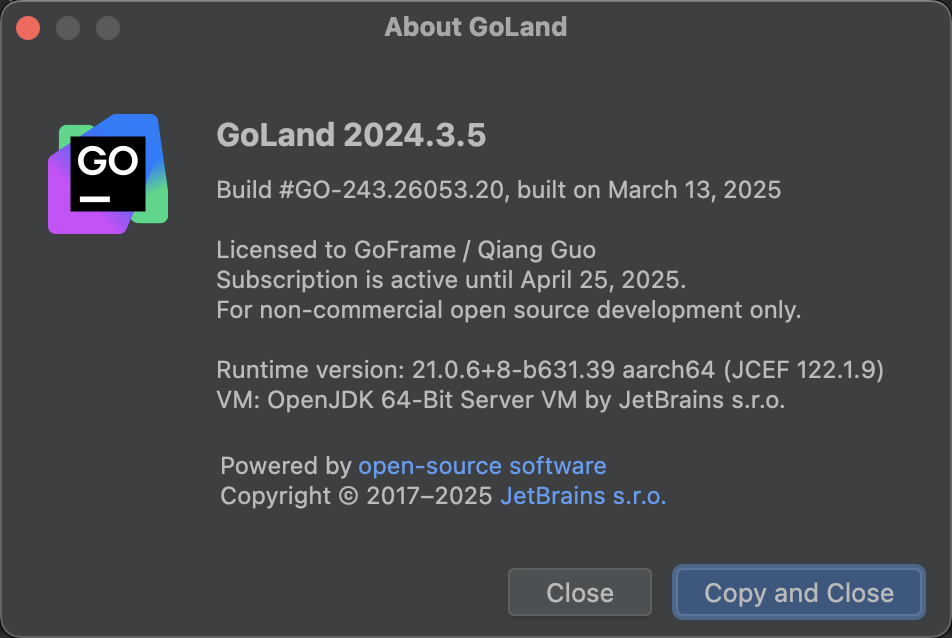 About GoLand
GO
GoLand 2024.3.5
Build #GO-243.26053.20, built on March 13, 2025
Licensed to GoFrame / Qiang Guo
Subscription is active until April 25, 2025.
For non-commercial open source development only.
Runtime version: 21.0.6+8-b631.39 aarch64 (JCEF 122.1.9)
VM: OpenJDK 64-Bit Server VM by JetBrains s.r.o.
Powered by open-source software
Copyright © 2017–2025 JetBrains s.r.o.
Close
Copy and Close